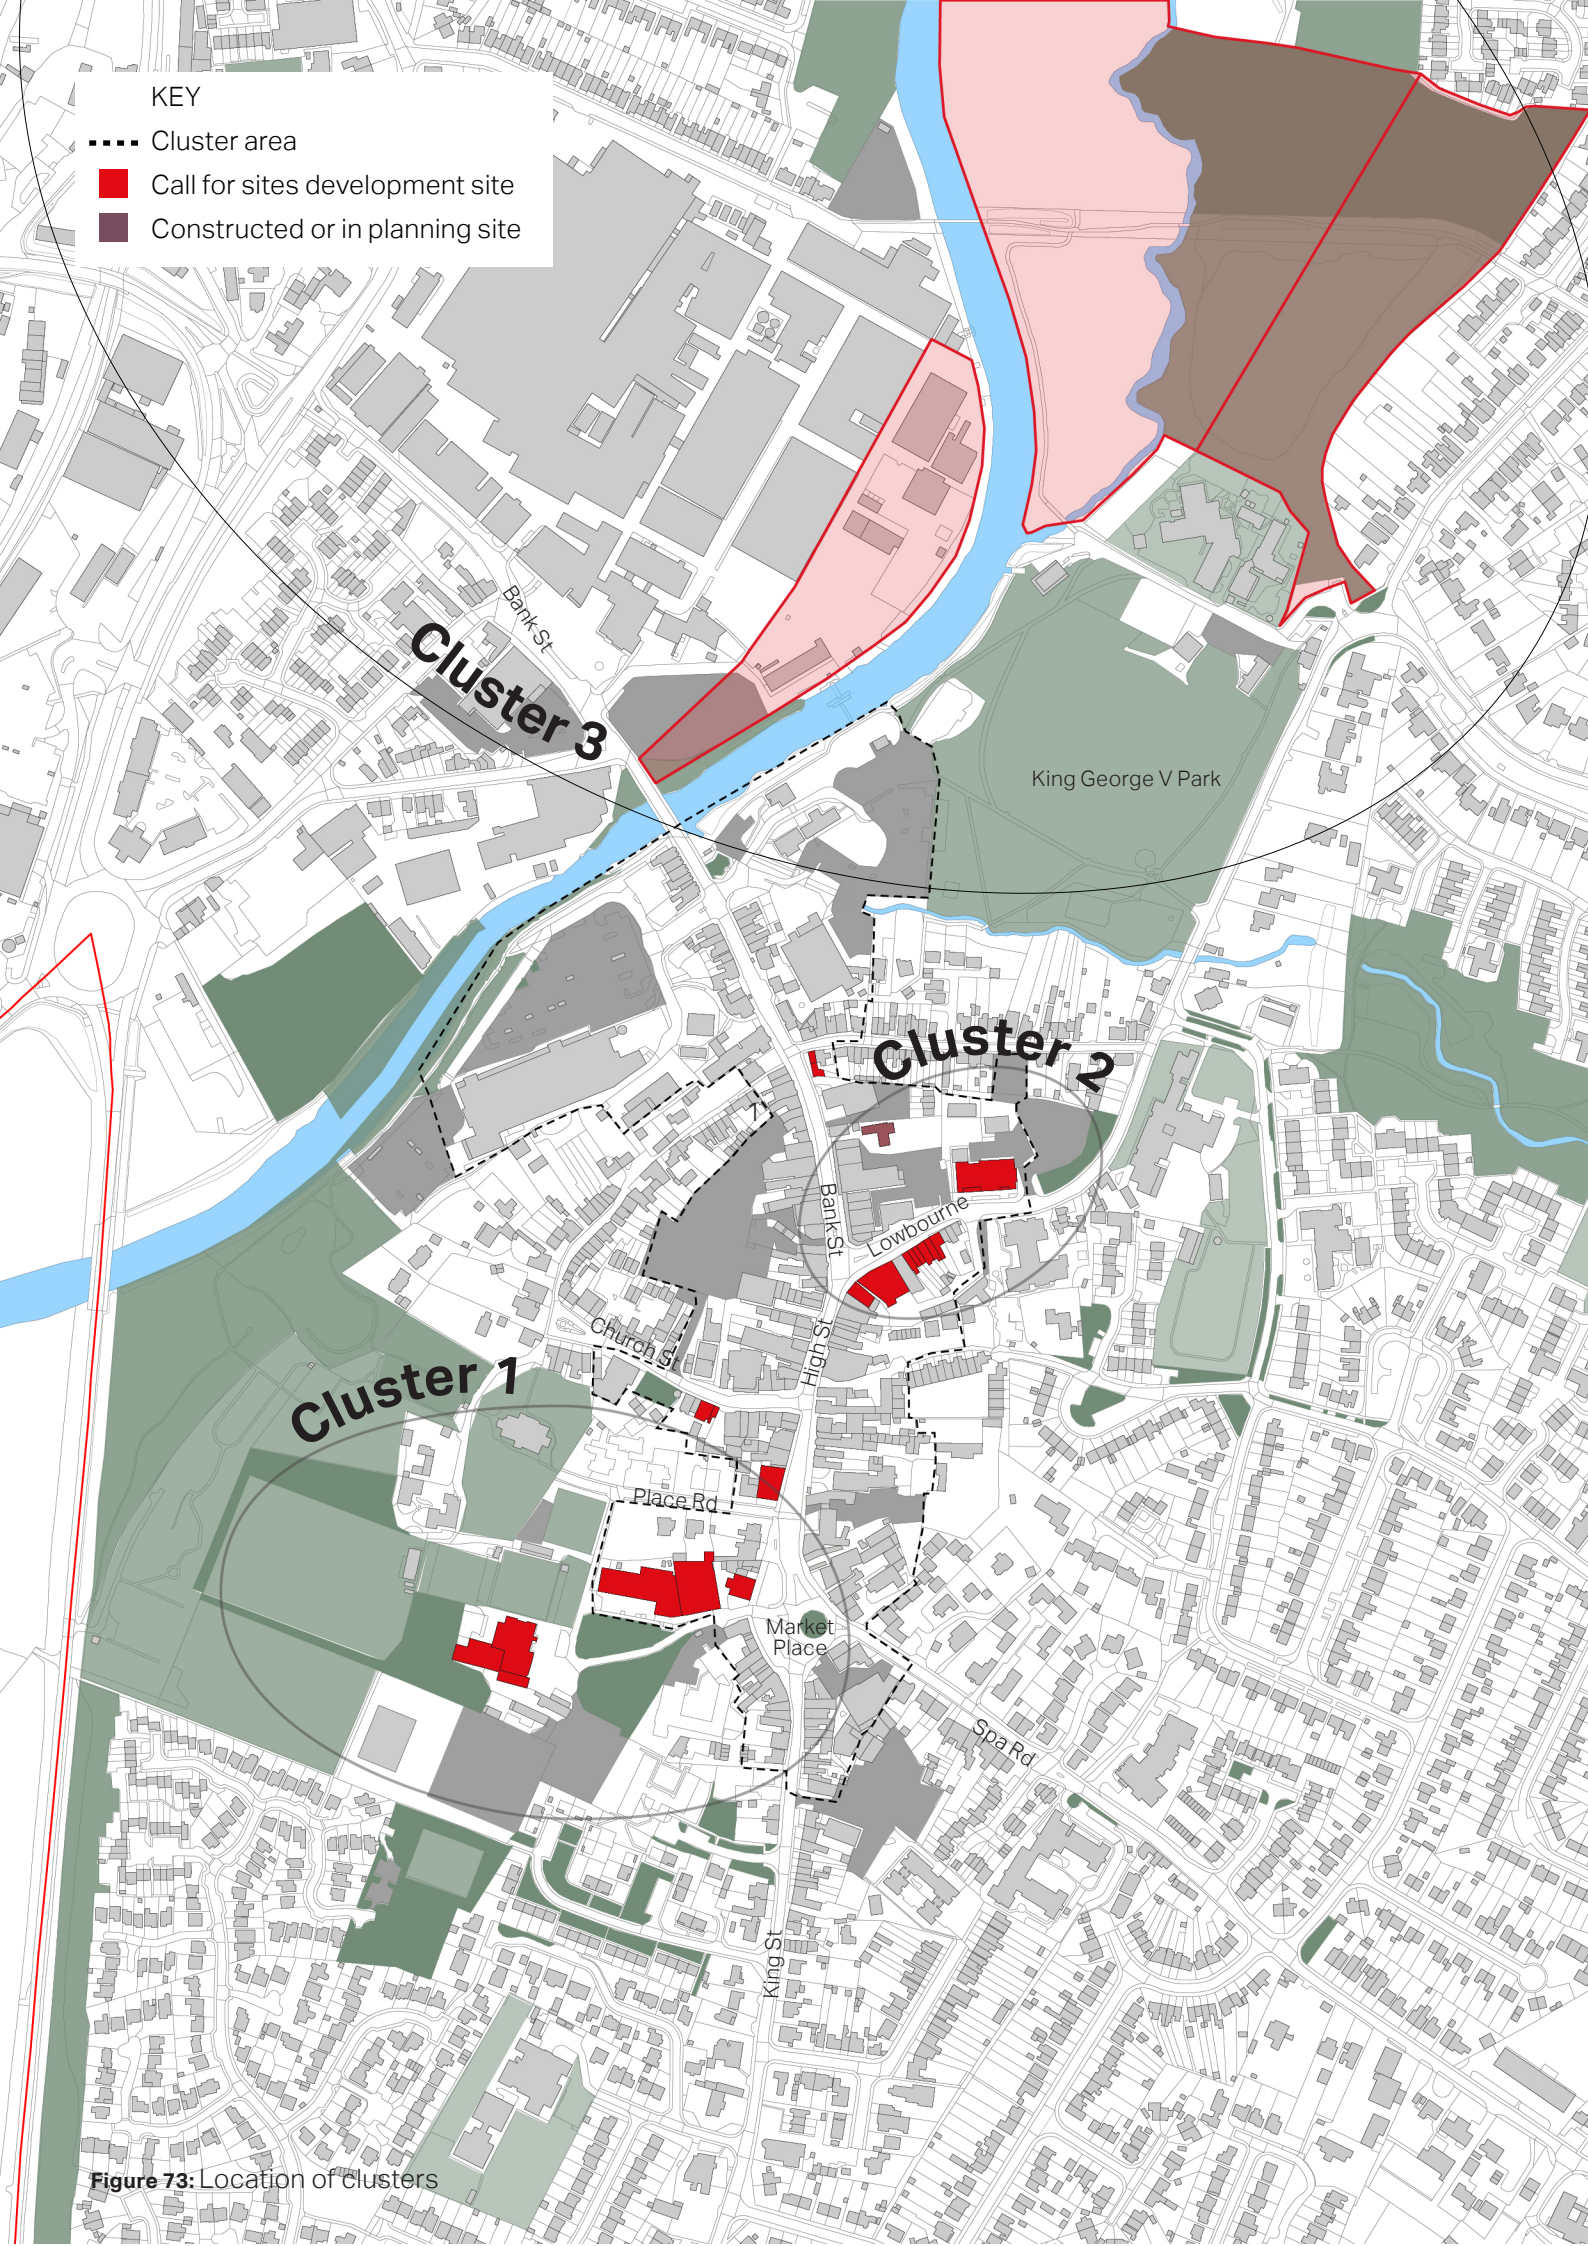 KEY
Cluster area
Call for sites development site
Constructed or in planning site
Bank St
Cluster 3
King George V Park
Cluster 2
Bank St
Lowbourne
Church St
High St
Cluster 1
Place Rd
Market
Place
Spa Rd
King St
Figure 73: Location of clusters